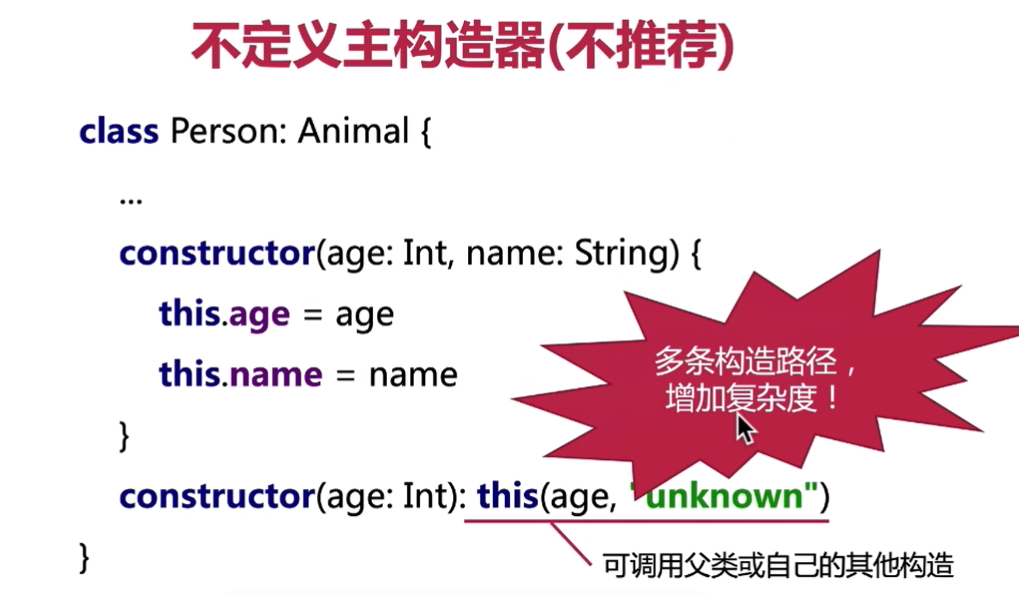 不定义主构造器(不推荐)
class Person: Animal {
...
constructor(age: Int, name: String) {
this.age = age
this.name = name
}
多条构造路径，
增加复杂度！
constructor(age: Int): this(age, "unknown")
}
可调用父类或自己的其他构造